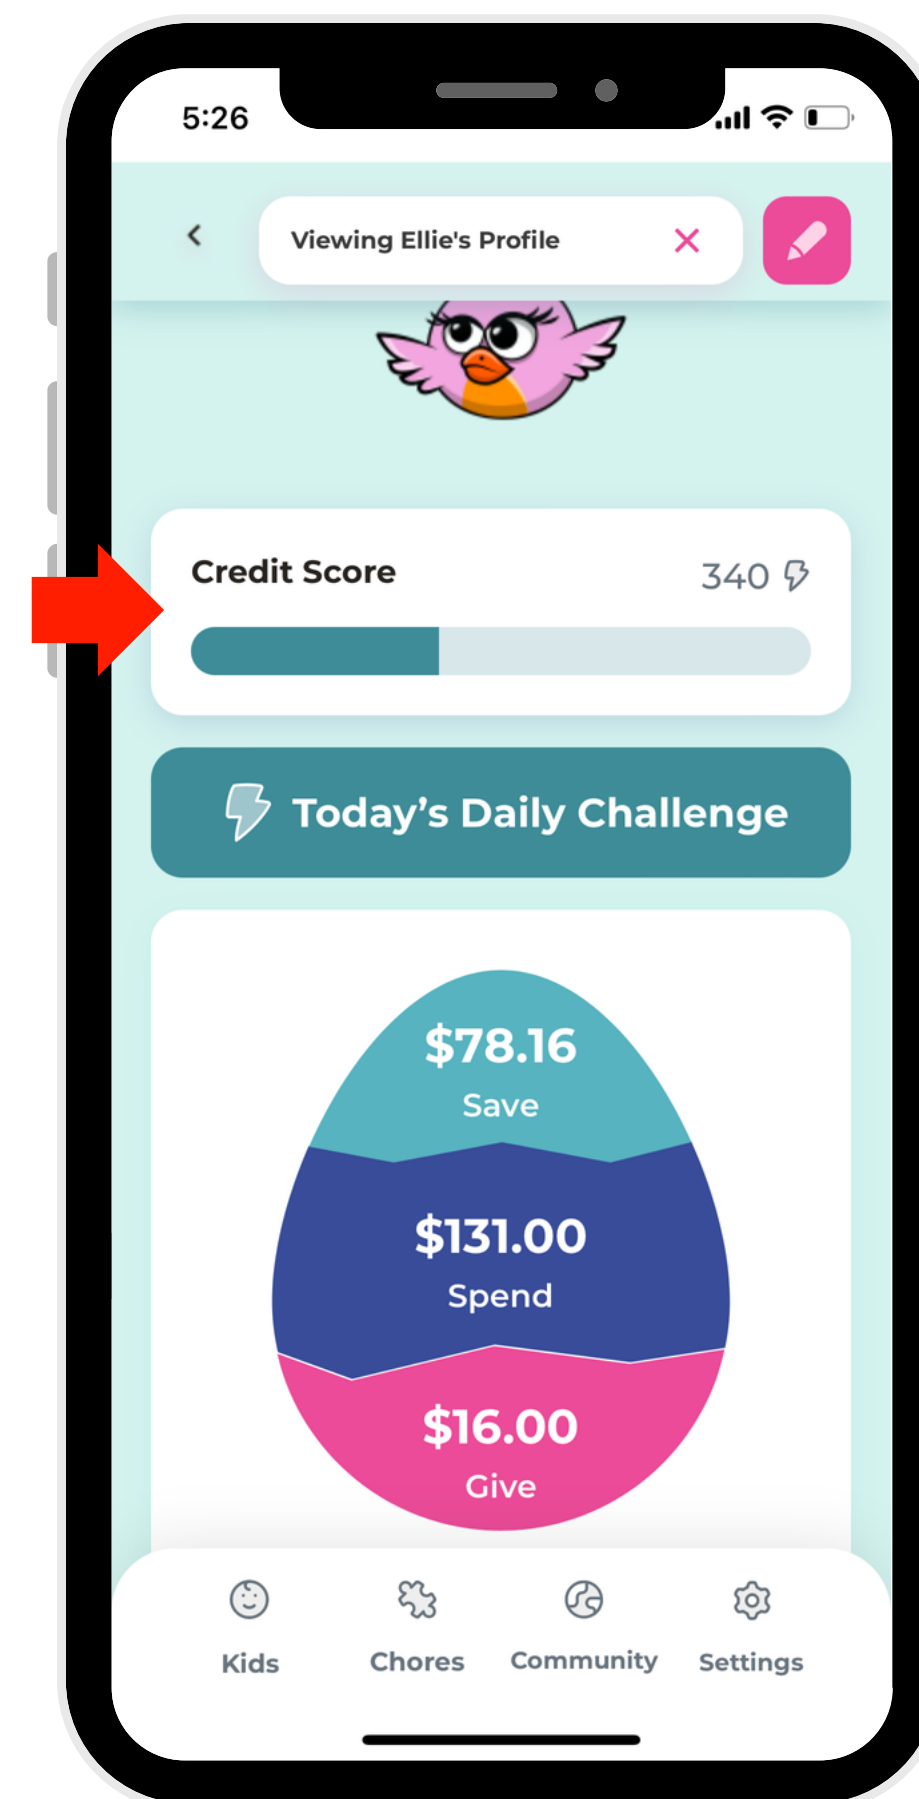 5:26
Viewing Ellie's Profile
Credit Score
340
Today’s Daily Challenge
$78.16
Save
$131.00
Spend
$16.00
Give
Kids Chores Community Settings